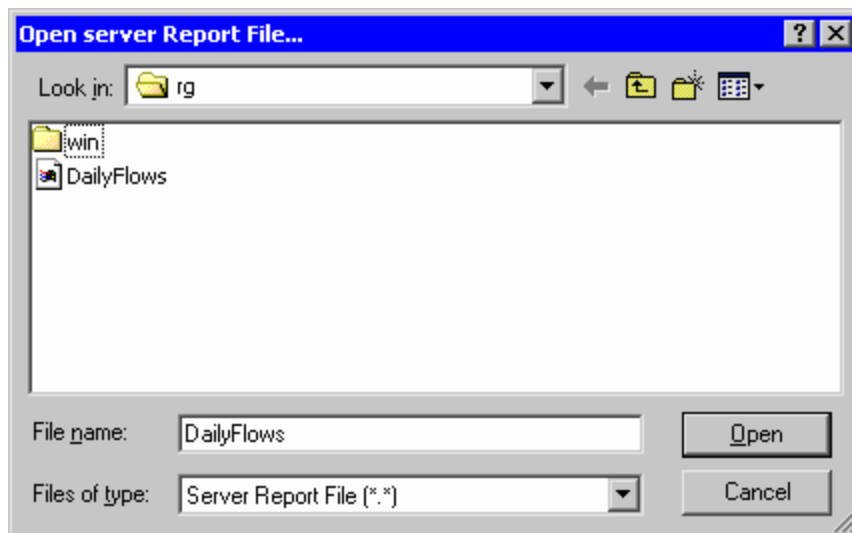 Open server Report File...
Look in: rg
win
DailyFlows
File name: DailyFlows Open
Files of type: Server Report File (*.*) Cancel